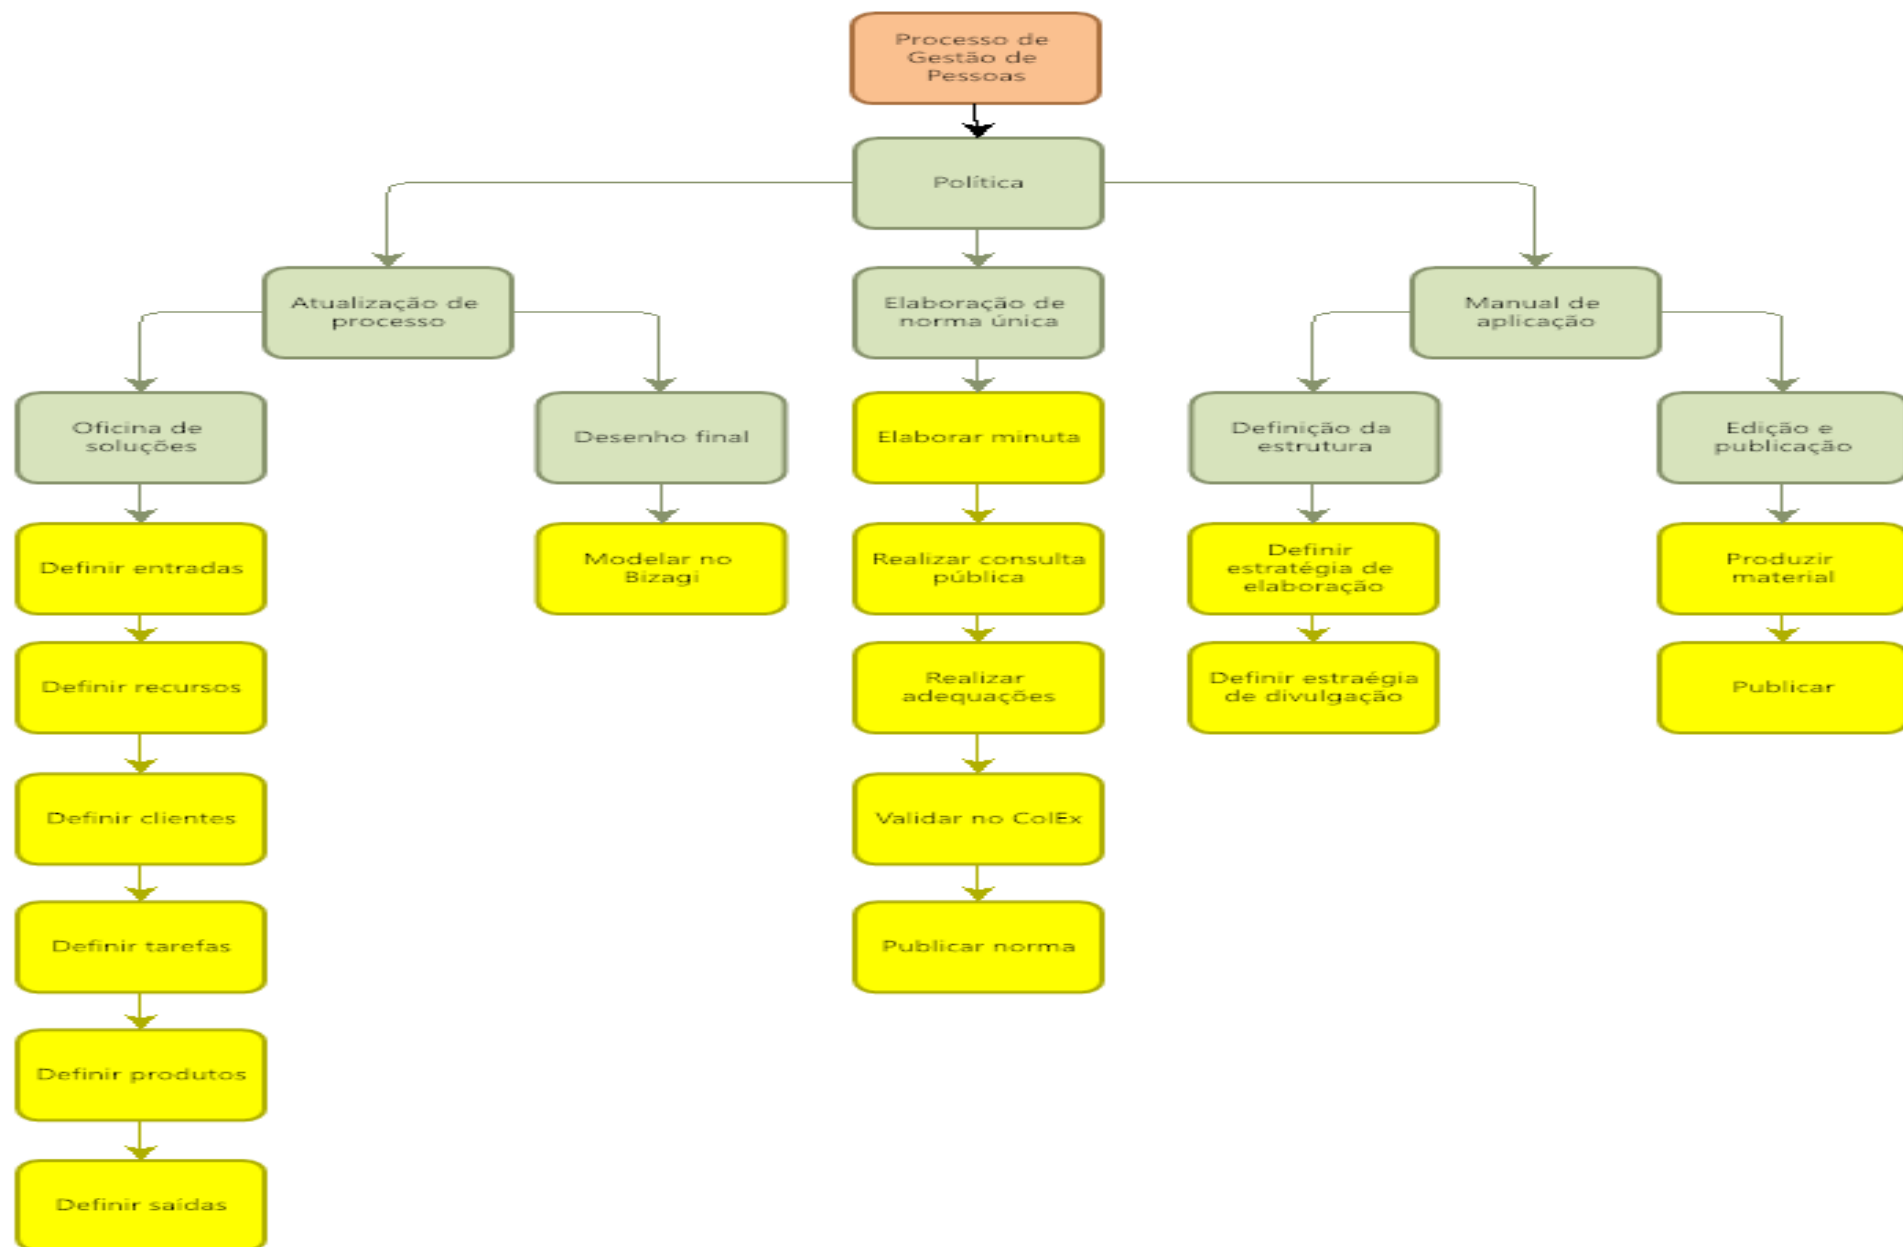 Processo de
Gestão de
Pessoas
Política
Atualização de
processo
Elaboração de
norma única
Manual de
aplicação
Oficina de
soluções
Desenho final
Elaborar minuta
Definição da
estrutura
Edição e
publicação
Definir entradas
Modelar no
Bizagi
Realizar consulta
pública
Definir
estratégia de
elaboração
Produzir
material
Definir recursos
Realizar
adequações
Definir estraégia
de divulgação
Publicar
Definir clientes
Validar no ColEx
Definir tarefas
Publicar norma
Definir produtos
Definir saídas